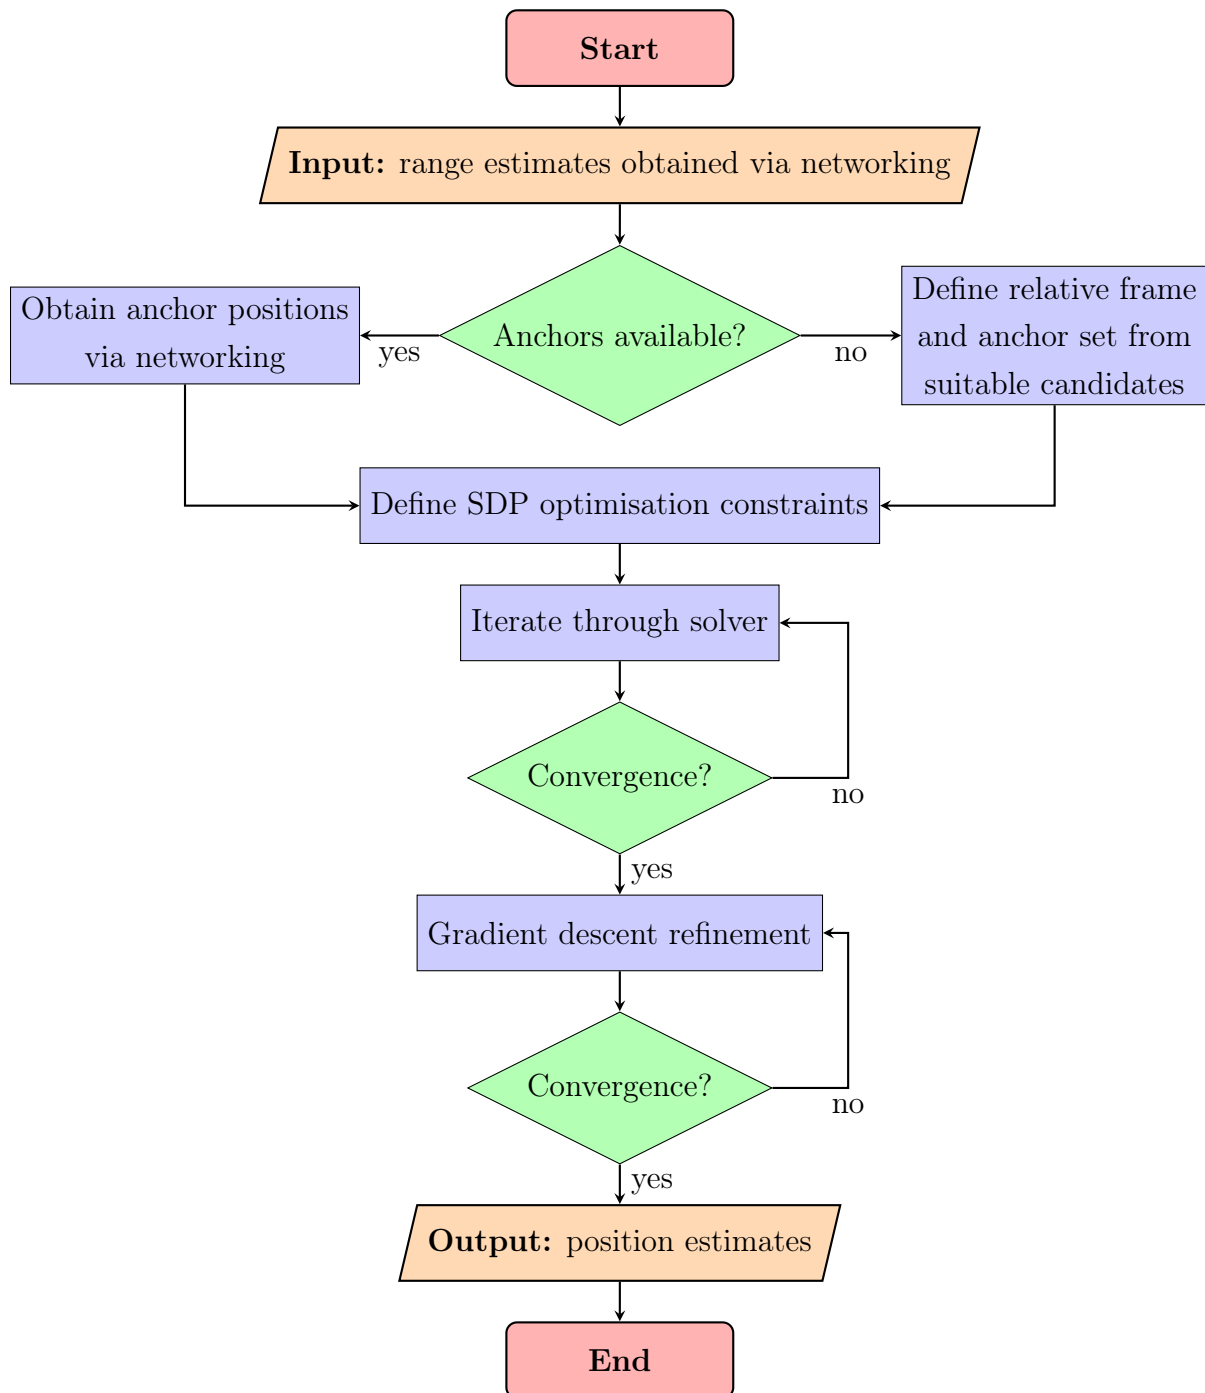 Start
Input: range estimates obtained via networking
Obtain anchor positions
via networking
yes
Anchors available?
no
Define relative frame
and anchor set from
suitable candidates
Define SDP optimisation constraints
Iterate through solver
Convergence?
no
yes
Gradient descent refinement
Convergence?
no
yes
Output: position estimates
End